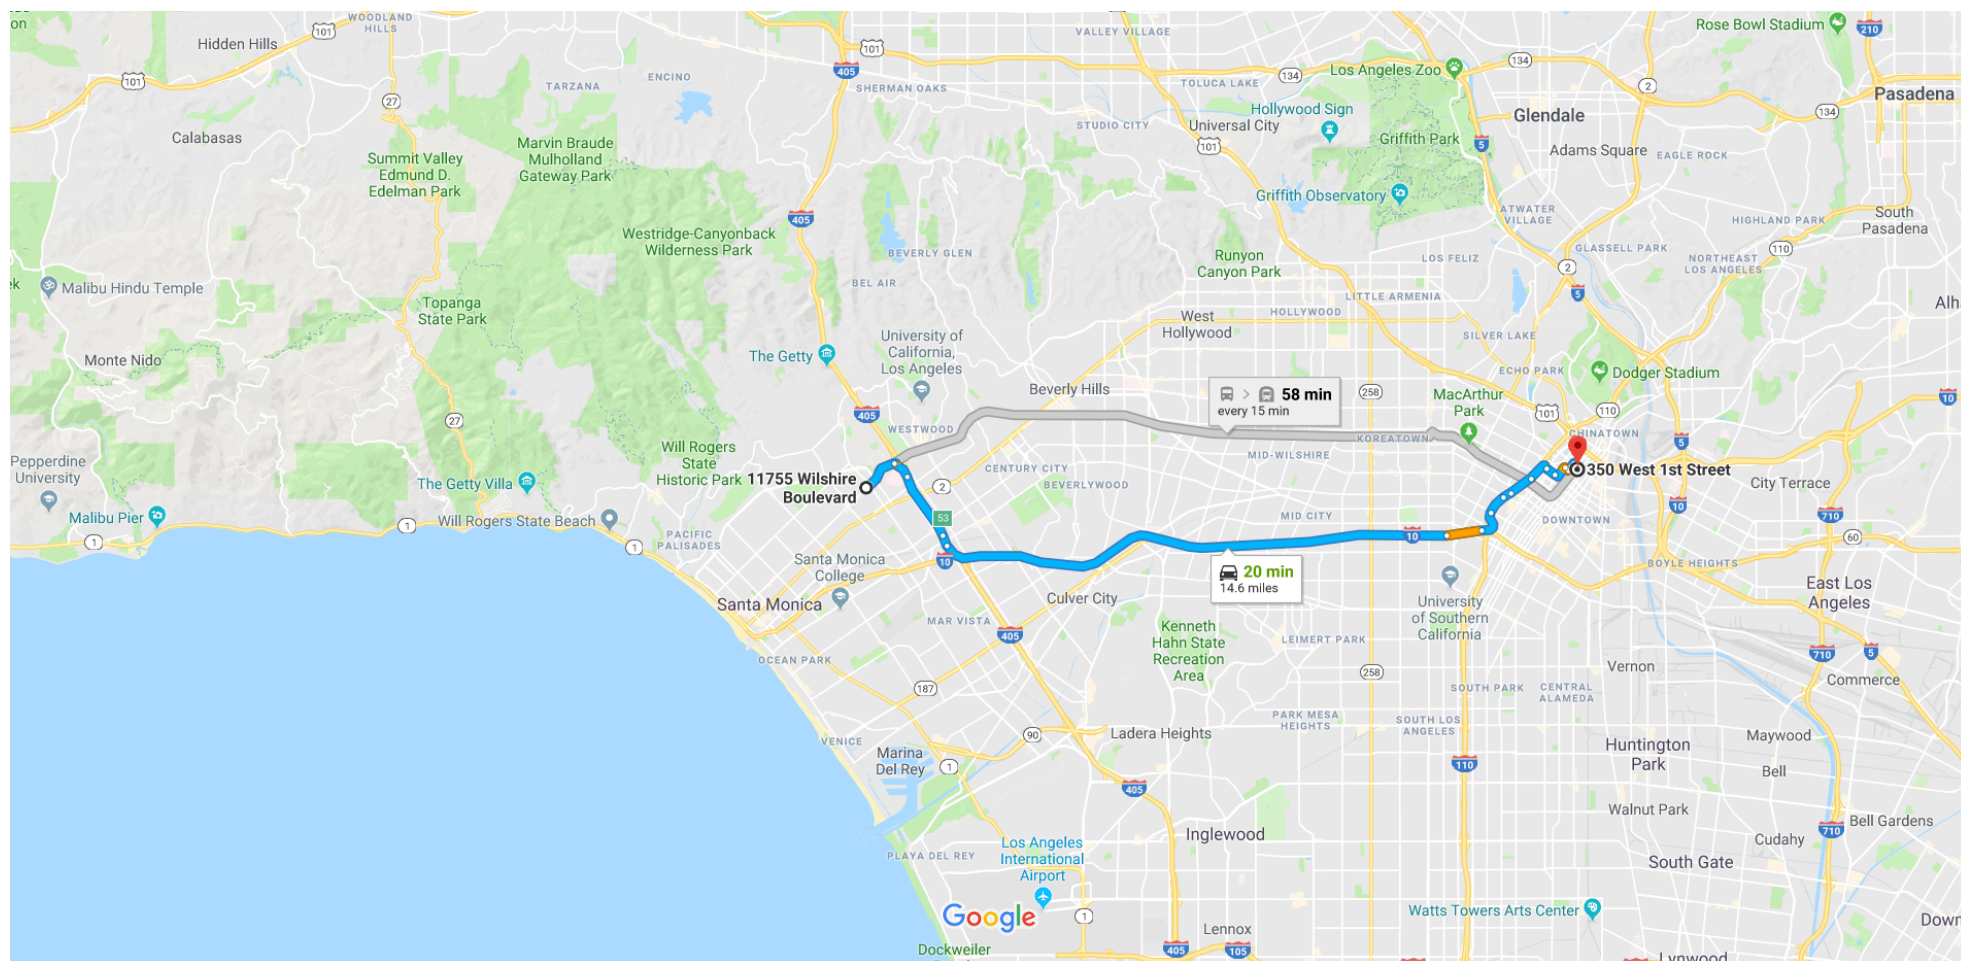 on
WOODLAND
HILLS
101
Hidden Hills
101
VALLEY VILLAGE
Rose Bowl Stadium
210
101
405
ENCINO
TARZANA
SHERMAN OAKS
TOLUCA LAKE
134
Los Angeles Zoo
134
2
Pasadena
27
Hollywood Sign
Glendale
134
Calabasas
STUDIO CITY
Universal City
101
Griffith Park
5
Adams Square
EAGLE ROCK
Marvin Braude
Mulholland
Gateway Park
Summit Valley
Edmund D.
Edelman Park
Griffith Observatory
ATWATER
VILLAGE
HIGHLAND PARK
South
Pasadena
405
Westridge-Canyonback
Wilderness Park
BEVERLY GLEN
Runyon
Canyon Park
LOS FELIZ
GLASSELL PARK
110
2
NORTHEAST
LOS ANGELES
ek
Malibu Hindu Temple
BEL AIR
5
LITTLE ARMENIA
Topanga
State Park
HOLLYWOOD
West
Hollywood
SILVER LAKE
Alh
University of
California,
Los Angeles
The Getty
Monte Nido
ECHO PARK
Dodger Stadium
Beverly Hills
58 min
every 15 min
258
MacArthur
Park
101
110
10
405
27
WESTWOOD
KOREATOWN
CHINATOWN
5
Will Rogers
State
Historic Park
MID-WILSHIRE
Pepperdine
University
CENTURY CITY
BEVERLYWOOD
11755 Wilshire
Boulevard
350 West 1st Street
City Terrace
The Getty Villa
2
10
710
Malibu Pier
Will Rogers State Beach
53
MID CITY
DOWNTOWN
1
1
1
PACIFIC
PALISADES
10
10
60
Santa Monica
College
20 min
14.6 miles
BOYLE HEIGHTS
East Los
Angeles
Santa Monica
Culver City
University
of Southern
California
MAR VISTA
405
Kenneth
Hahn State
Recreation
Area
LEIMERT PARK
710
5
OCEAN PARK
258
Vernon
Commerce
187
SOUTH PARK
CENTRAL
ALAMEDA
PARK MESA
HEIGHTS
SOUTH LOS
ANGELES
VENICE
90
Ladera Heights
Maywood
Huntington
Park
Marina
Del Rey
1
110
Bell
405
Walnut Park
710
Bell Gardens
Inglewood
Cudahy
PLAYA DEL REY
Los Angeles
International
Airport
South Gate
Google
1
Watts Towers Arts Center
Down
Lennox
405
105
Dockweiler
Lynwood